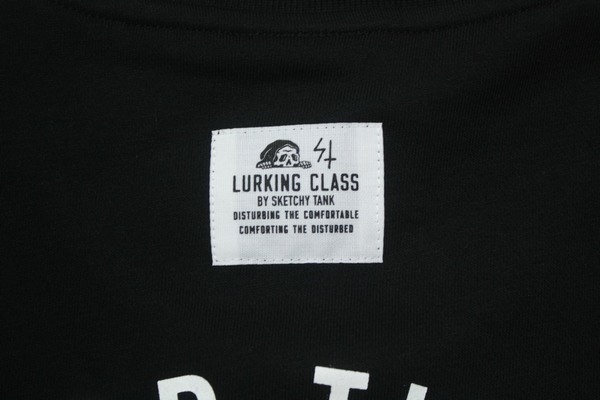 LURKING CLASS
BY SKETCHY TANK
DISTURBING THE COMFORTABLE
COMFORTING THE DISTURBED